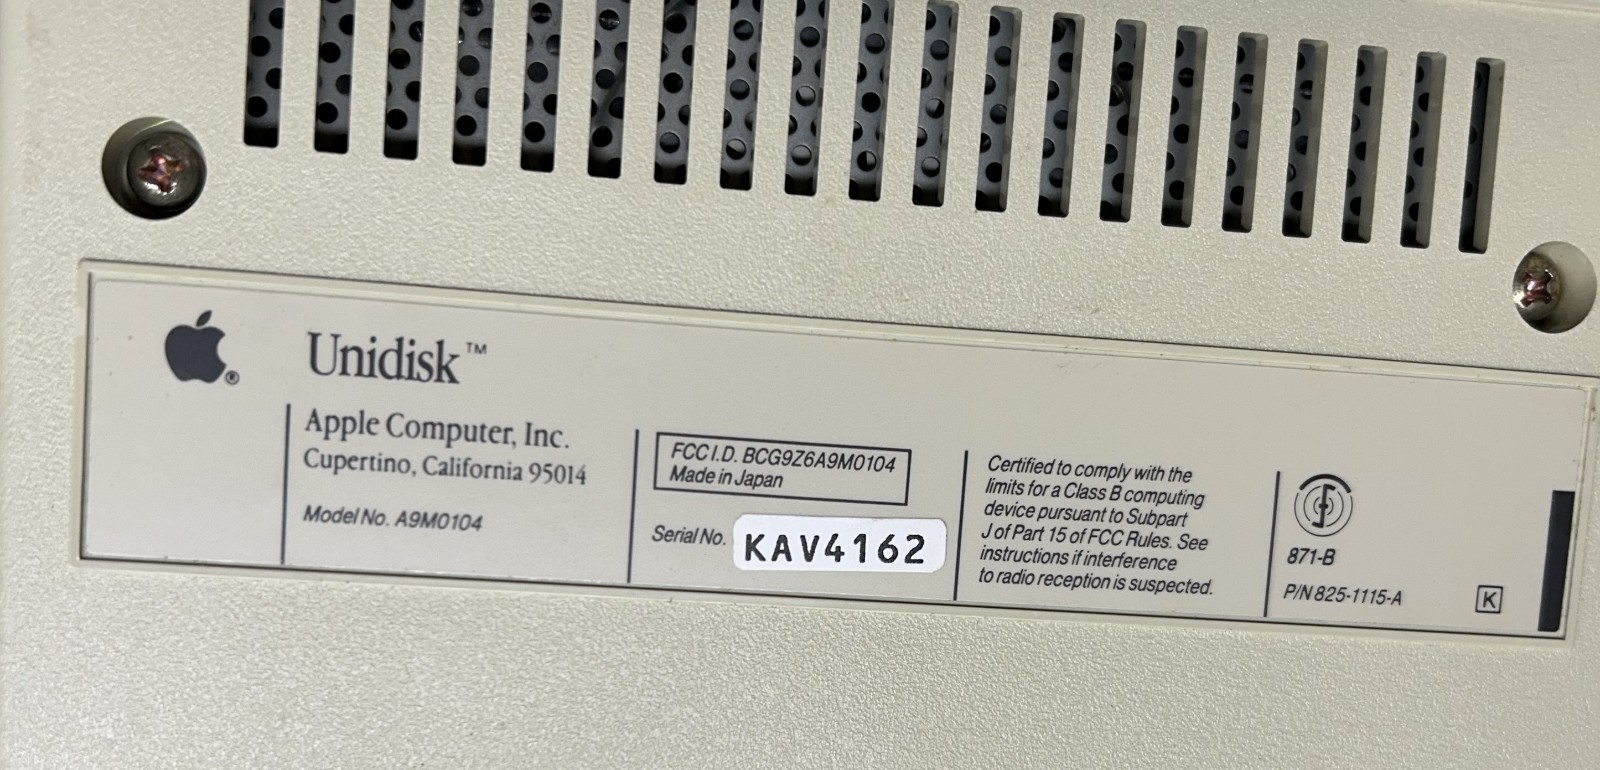 Unidisk™
Apple Computer, Inc.
Cupertino, California 95014
Model No. A9M0104
FCC I.D. BCG9Z6A9M0104
Made in Japan
Serial No. KAV4162
Certified to comply with the
limits for a Class B computing
device pursuant to Subpart
J of Part 15 of FCC Rules. See
instructions if interference
to radio reception is suspected.
871-B
P/N 825-1115-A
K
®